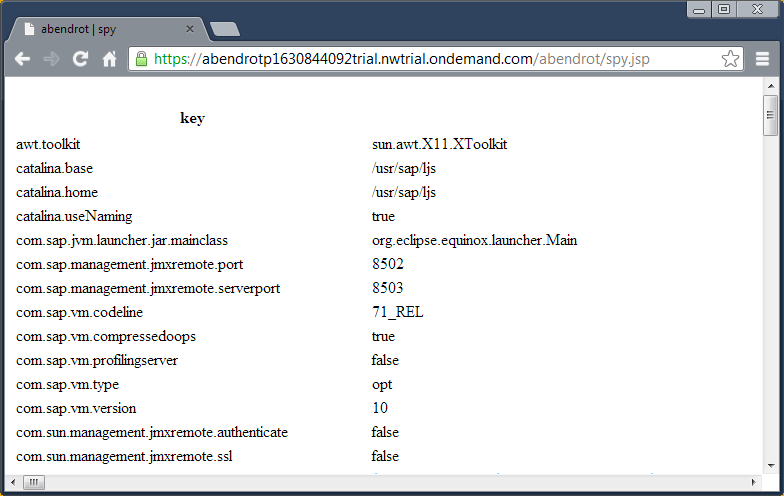 abendrot | spy
https://abendrotp1630844092trial.nwtrial.ondemand.com/abendrot/spy.jsp
key
awt.toolkit sun.awt.X11.XToolkit
catalina.base /usr/sap/ljs
catalina.home /usr/sap/ljs
catalina.useNaming true
com.sap.jvm.launcher.jar.mainclass org.eclipse.equinox.launcher.Main
com.sap.management.jmxremote.port 8502
com.sap.management.jmxremote.serverport 8503
com.sap.vm.codeline 71_REL
com.sap.vm.compressedoops true
com.sap.vm.profilingserver false
com.sap.vm.type opt
com.sap.vm.version 10
com.sun.management.jmxremote.authenticate false
com.sun.management.jmxremote.ssl false